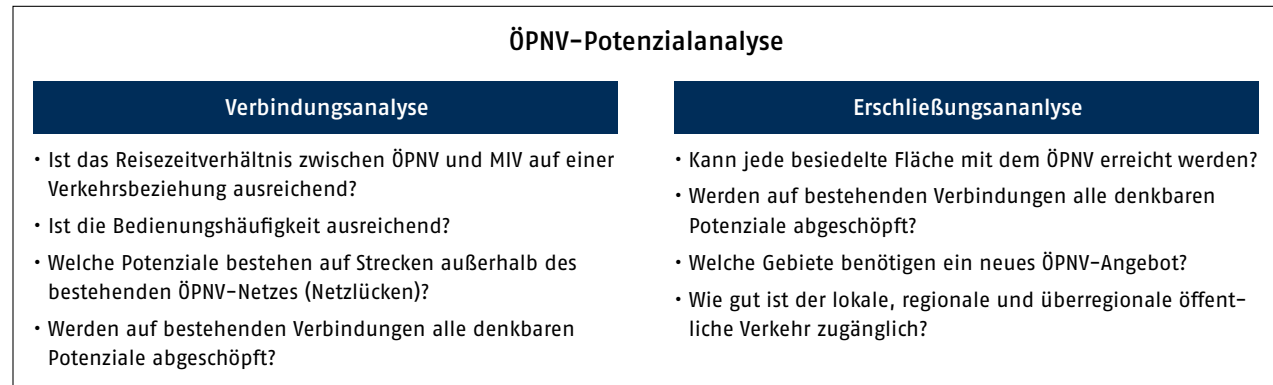 ÖPNV-Potenzialanalyse
Verbindungsanalyse
• Ist das Reisezeitverhältnis zwischen ÖPNV und MIV auf einer
Verkehrsbeziehung ausreichend?
• Ist die Bedienungshäufigkeit ausreichend?
• Welche Potenziale bestehen auf Strecken außerhalb des
bestehenden ÖPNV-Netzes (Netzlücken)?
• Werden auf bestehenden Verbindungen alle denkbaren
Potenziale abgeschöpft?
Erschließungsananlyse
• Kann jede besiedelte Fläche mit dem ÖPNV erreicht werden?
• Werden auf bestehenden Verbindungen alle denkbaren
Potenziale abgeschöpft?
• Welche Gebiete benötigen ein neues ÖPNV-Angebot?
• Wie gut ist der lokale, regionale und überregionale öffent-
liche Verkehr zugänglich?